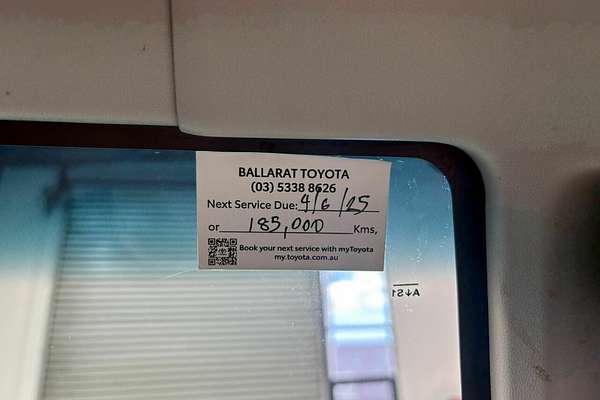 BALLARAT TOYOTA
(03) 5338 8626
Next Service Due: 4/6/25
or 185,000 Kms,
Book your next service with myToyota
my.toyota.com.au
A↓S1